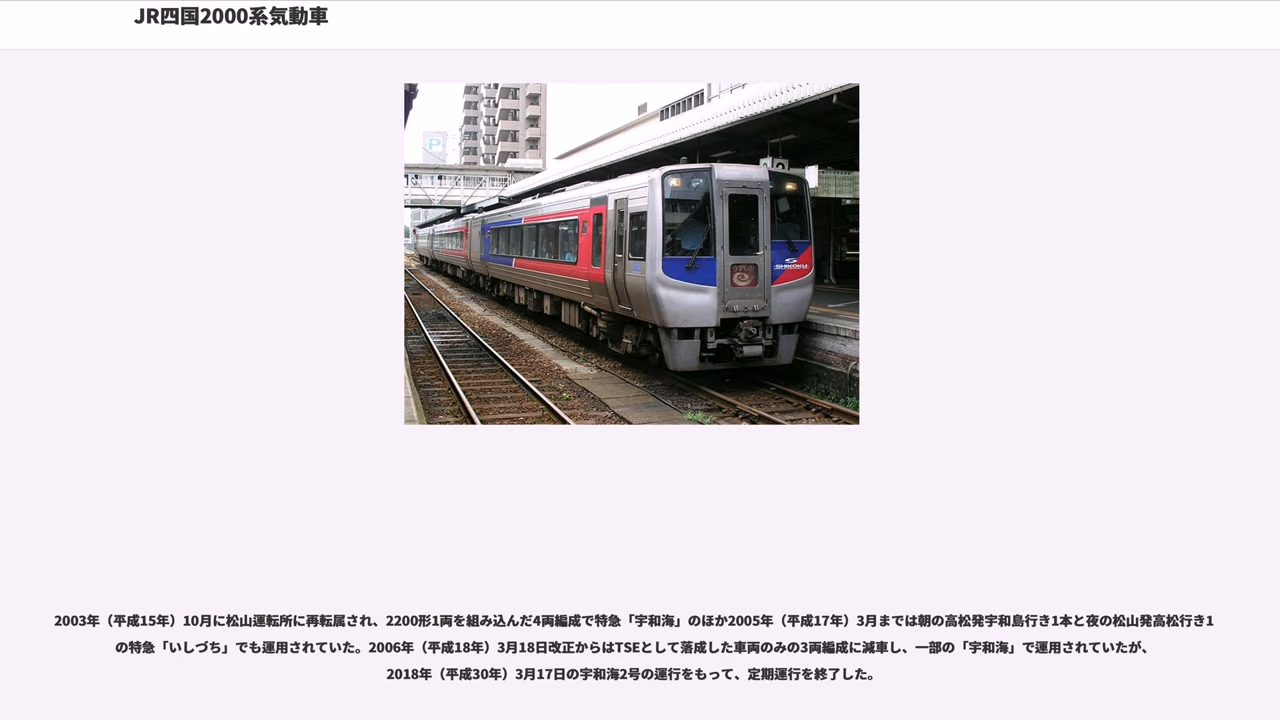 JR四国2000系気動車
P
SHIKOKU
2003年（平成15年）10月に松山運転所に再転属され、2200形1両を組み込んだ4両編成で特急「宇和海」のほか2005年（平成17年）3月までは朝の高松発宇和島行き1本と夜の松山発高松行き1
の特急「いしづち」でも運用されていた。2006年（平成18年）3月18日改正からはTSEとして落成した車両のみの3両編成に減車し、一部の「宇和海」で運用されていたが、
2018年（平成30年）3月17日の宇和海2号の運行をもって、定期運行を終了した。